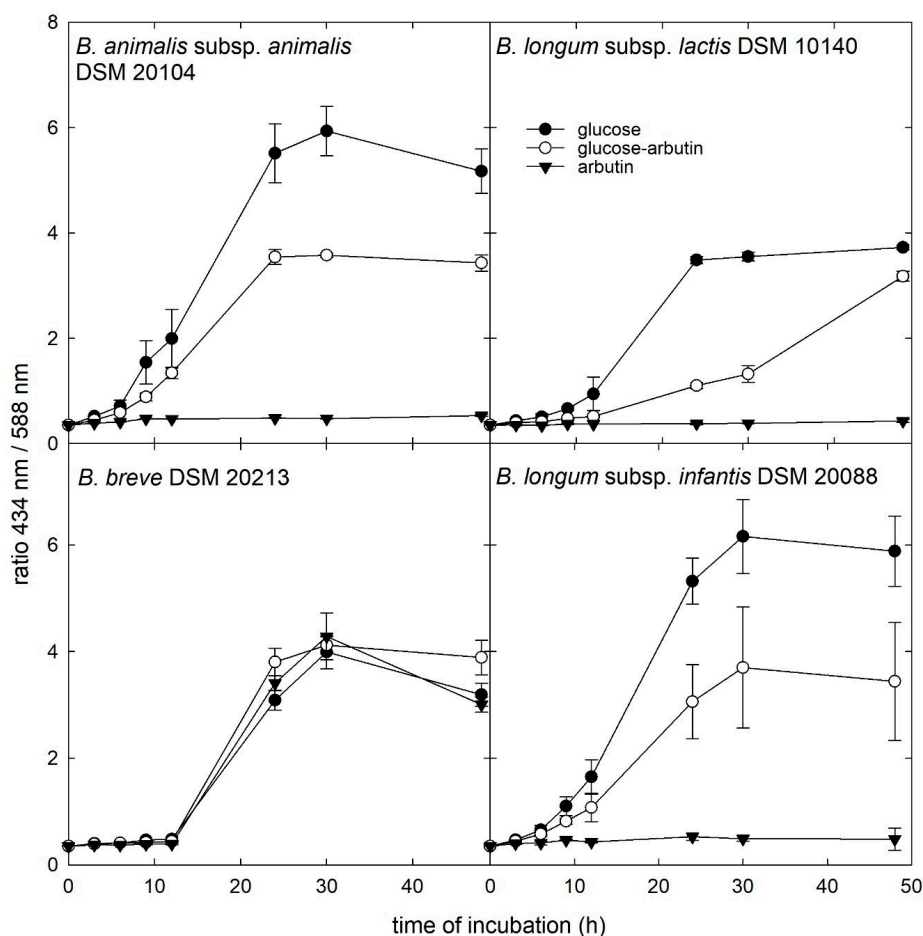 8
B. animalis subsp. animalis
DSM 20104
B. longum subsp. lactis DSM 10140
6
glucose
glucose-arbutin
arbutin
4
2
0
B. breve DSM 20213
B. longum subsp. infantis DSM 20088
6
4
2
0
0 10 20 30 40 0 10 20 30 40 50
ratio 434 nm / 588 nm
time of incubation (h)